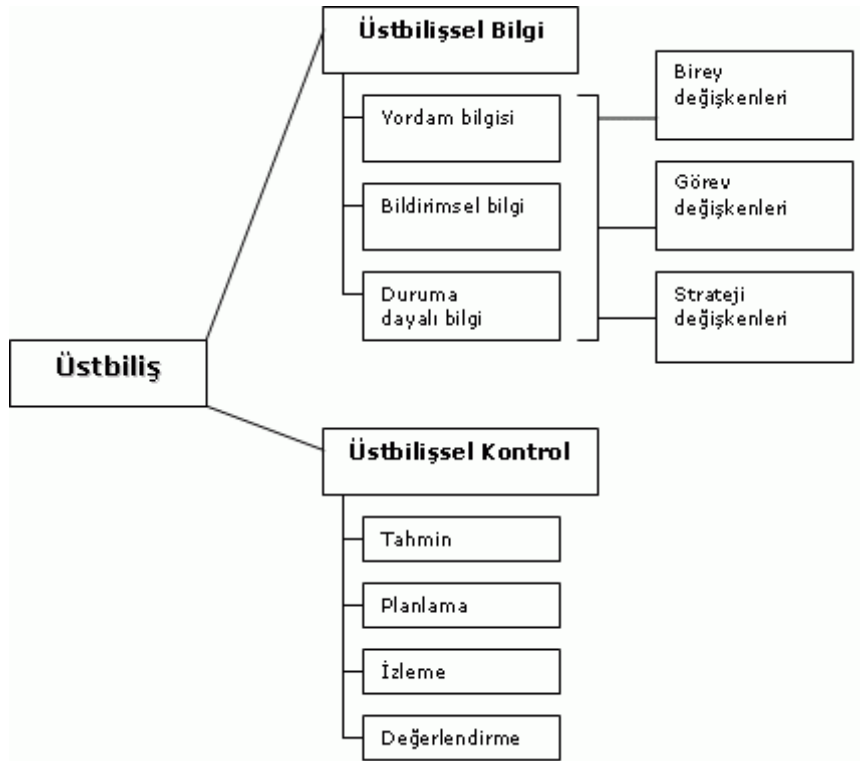 Üstbilişsel Bilgi
Yordam bilgisi
Bildirimsel bilgi
Duruma
dayalı bilgi
Birey
değişkenleri
Görev
değişkenleri
Strateji
değişkenleri
Üstbiliş
Üstbilişsel Kontrol
Tahmin
Planlama
İzleme
Değerlendirme